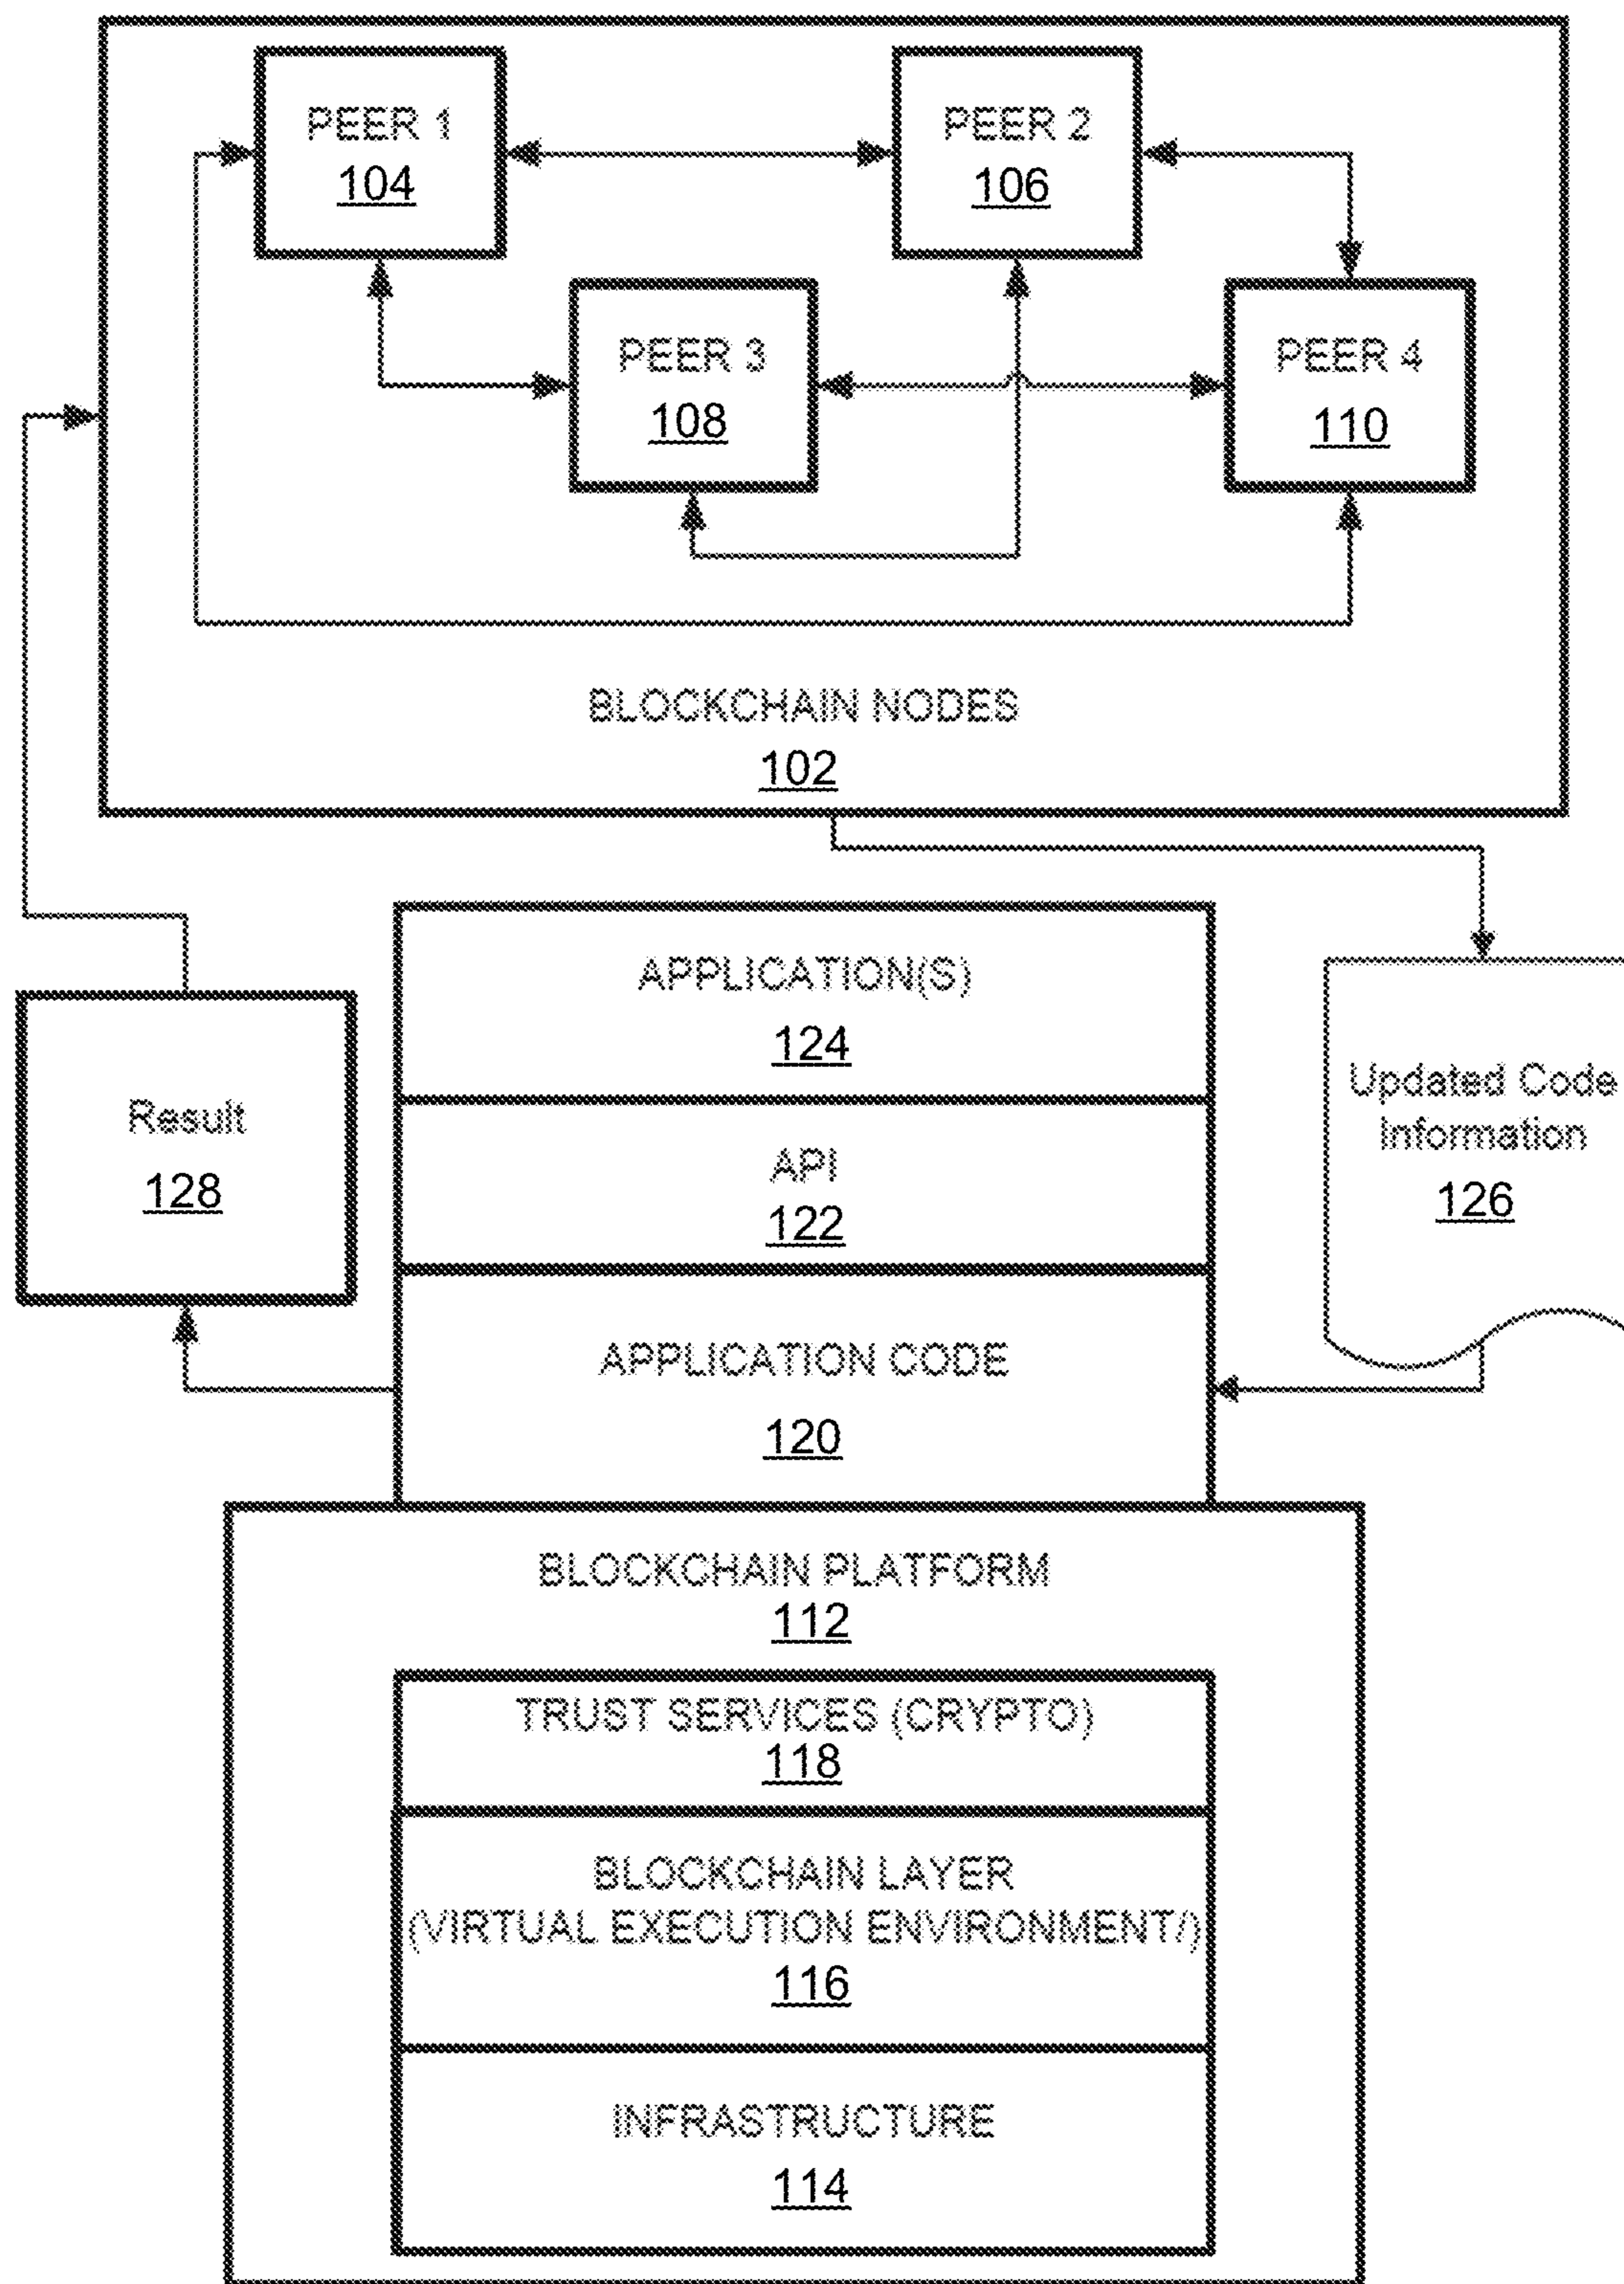 PEER 1
104
PEER 2
106
PEER 3
108
PEER 4
110
BLOCKCHAIN NODES
102
APPLICATION(S)
124
API
122
APPLICATION CODE
120
Result
128
Updated Code
Information
126
BLOCKCHAIN PLATFORM
112
TRUST SERVICES (CRYPTO)
118
BLOCKCHAIN LAYER
(VIRTUAL EXECUTION ENVIRONMENT/)
116
INFRASTRUCTURE
114